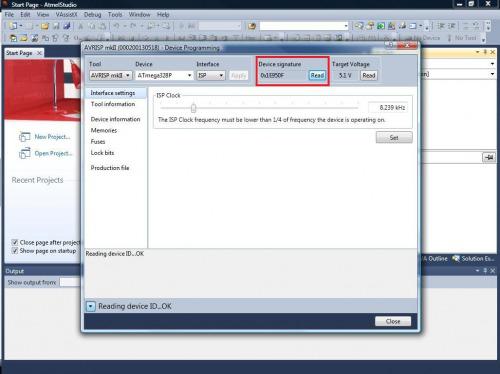 Start Page - AtmelStudio
File Edit View VAssistX
Debug Tools Window Help
AVRISP mkII (000200130518) - Device Programming
Tool Device Interface Device signature Target Voltage
AVRISP mkII ATmega328P ISP Apply 0x1E950F Read 5.1 V Read
Start Page
Interface settings
Tool information
Device information
Memories
Fuses
Lock bits
Production file
ISP Clock
8.239 kHz
The ISP Clock frequency must be lower than 1/4 of frequency the device is operating on.
Set
New Project...
Open Project...
Recent Projects
Close page after project
Show page on startup
Reading device ID...OK
VA Outline Solution Es...
Output
Show output from:
Reading device ID...OK
Close